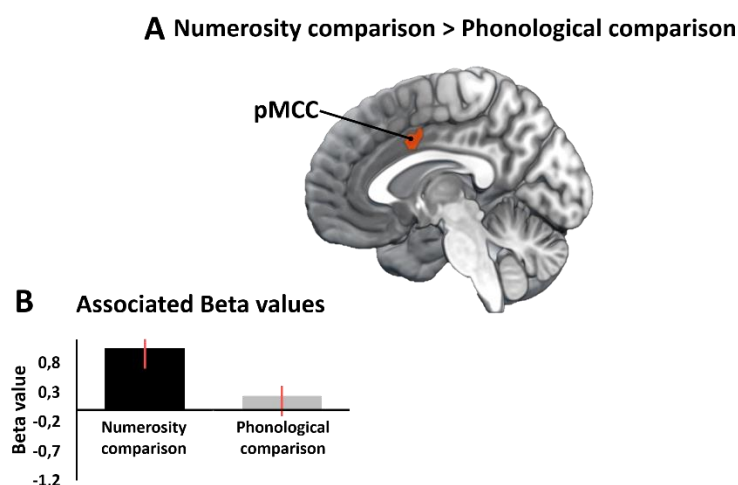 A Numerosity comparison > Phonological comparison
pMCC
B Associated Beta values
Beta value
0,8
0,3
-0,2
-0,7
-1,2
Numerosity
comparison
Phonological
comparison